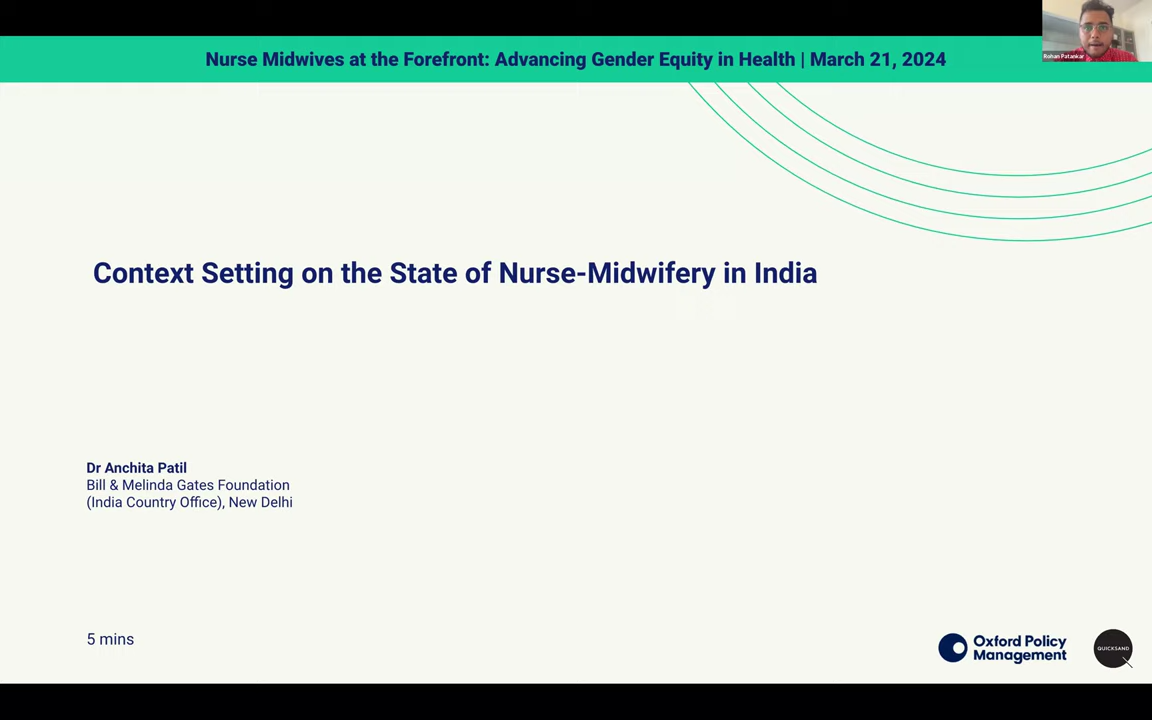 Rohan Patankar
Nurse Midwives at the Forefront: Advancing Gender Equity in Health | March 21, 2024
Context Setting on the State of Nurse-Midwifery in India
Dr Anchita Patil
Bill & Melinda Gates Foundation
(India Country Office), New Delhi
5 mins
Oxford Policy
Management
QUICKSAND